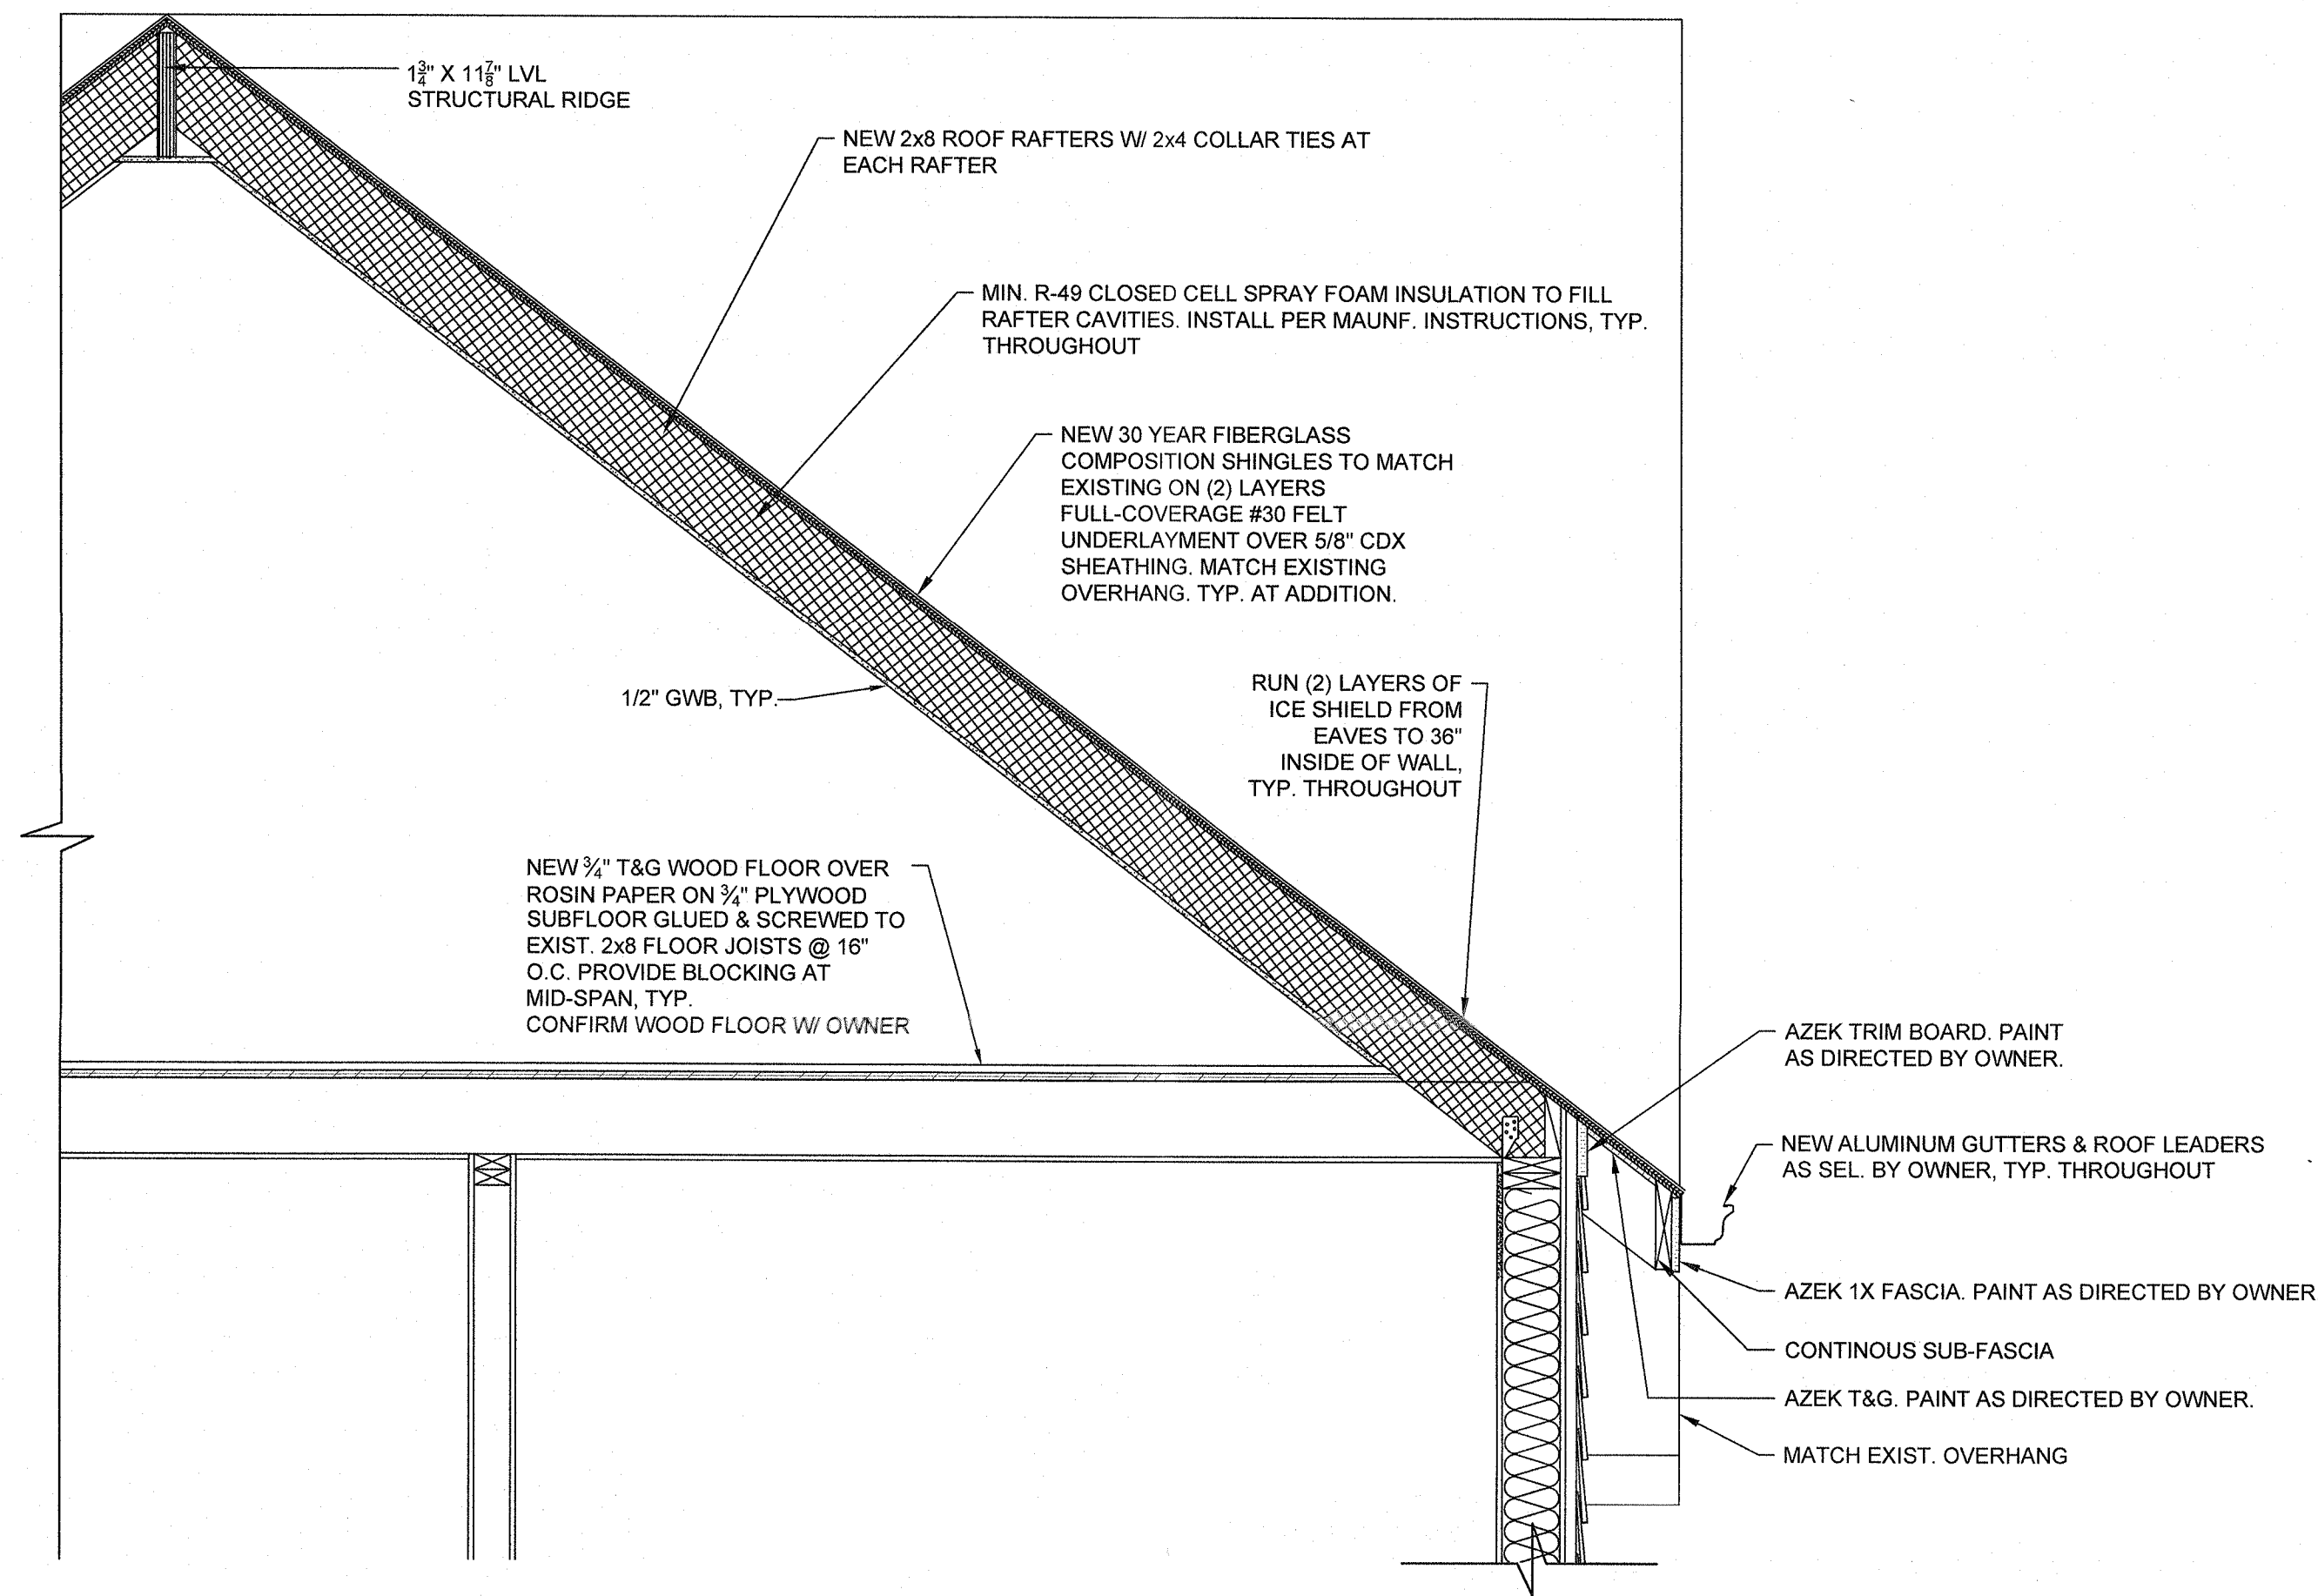 1¾" X 11⅞" LVL
STRUCTURAL RIDGE
NEW 2x8 ROOF RAFTERS W/ 2x4 COLLAR TIES AT
EACH RAFTER
MIN. R-49 CLOSED CELL SPRAY FOAM INSULATION TO FILL
RAFTER CAVITIES. INSTALL PER MAUNF. INSTRUCTIONS, TYP.
THROUGHOUT
NEW 30 YEAR FIBERGLASS
COMPOSITION SHINGLES TO MATCH
EXISTING ON (2) LAYERS
FULL-COVERAGE #30 FELT
UNDERLAYMENT OVER 5/8" CDX
SHEATHING. MATCH EXISTING
OVERHANG. TYP. AT ADDITION.
1/2" GWB, TYP.
RUN (2) LAYERS OF
ICE SHIELD FROM
EAVES TO 36"
INSIDE OF WALL,
TYP. THROUGHOUT
NEW ¾" T&G WOOD FLOOR OVER
ROSIN PAPER ON ¾" PLYWOOD
SUBFLOOR GLUED & SCREWED TO
EXIST. 2x8 FLOOR JOISTS @ 16"
O.C. PROVIDE BLOCKING AT
MID-SPAN, TYP.
CONFIRM WOOD FLOOR W/ OWNER
AZEK TRIM BOARD. PAINT
AS DIRECTED BY OWNER.
NEW ALUMINUM GUTTERS & ROOF LEADERS
AS SEL. BY OWNER, TYP. THROUGHOUT
AZEK 1X FASCIA. PAINT AS DIRECTED BY OWNER
CONTINOUS SUB-FASCIA
AZEK T&G. PAINT AS DIRECTED BY OWNER.
MATCH EXIST. OVERHANG